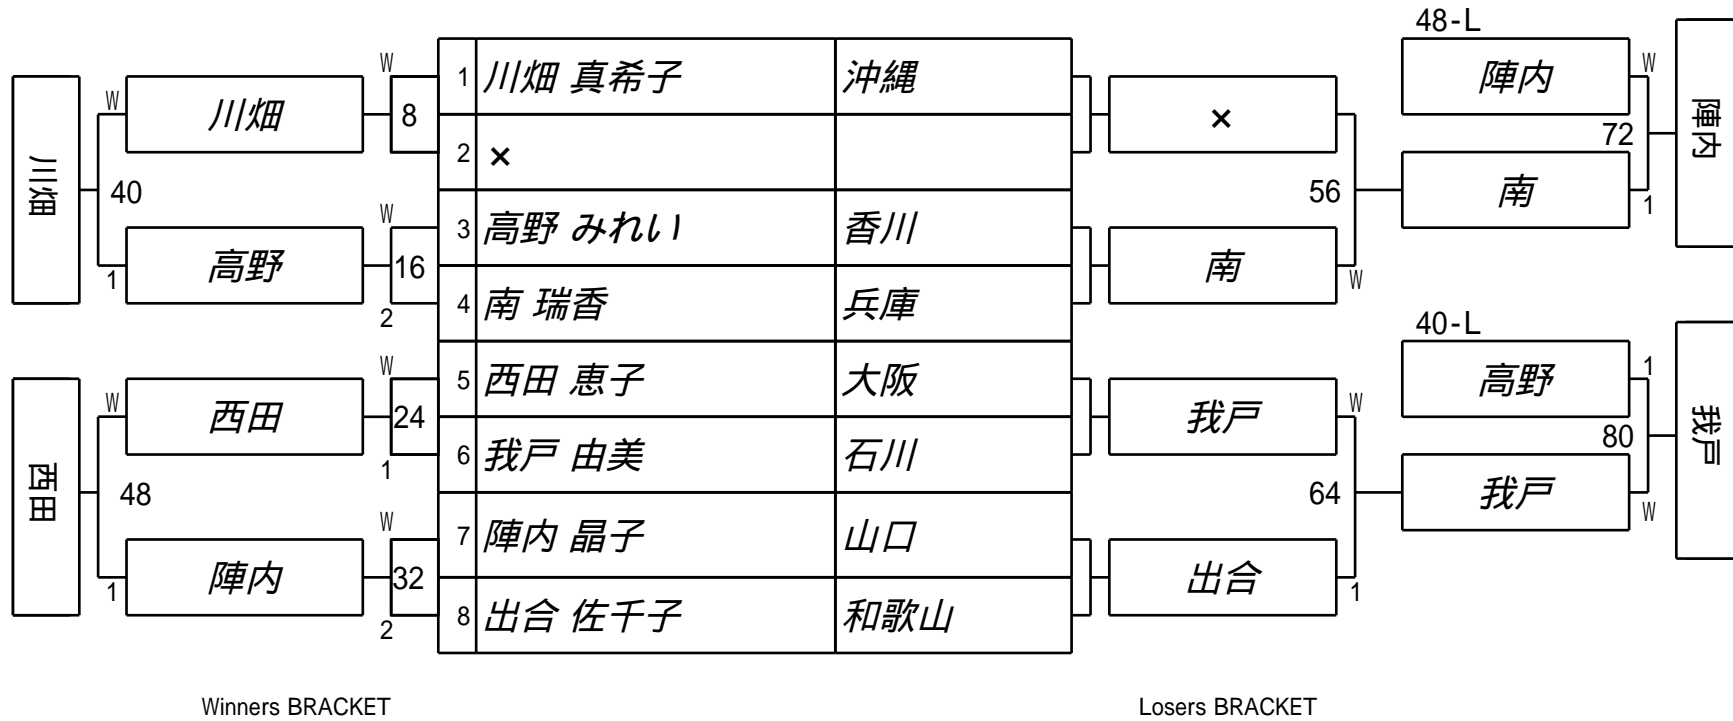 48-L
W
1 川畑 真希子 沖縄
陣内
W
W
川畑
8
×
陣内
72
2 ×
川畑
40
56
南
1
W
3 高野 みれい 香川
高野
16
南
1
W
2
4 南 瑞香 兵庫
40-L
W
5 西田 恵子 大阪
高野
1
W
西田
24
我戸
W
我戸
80
1
6 我戸 由美 石川
西田
48
64
我戸
W
W
7 陣内 晶子 山口
陣内
32
出合
1
1
2
8 出合 佐千子 和歌山
Winners BRACKET
Losers BRACKET